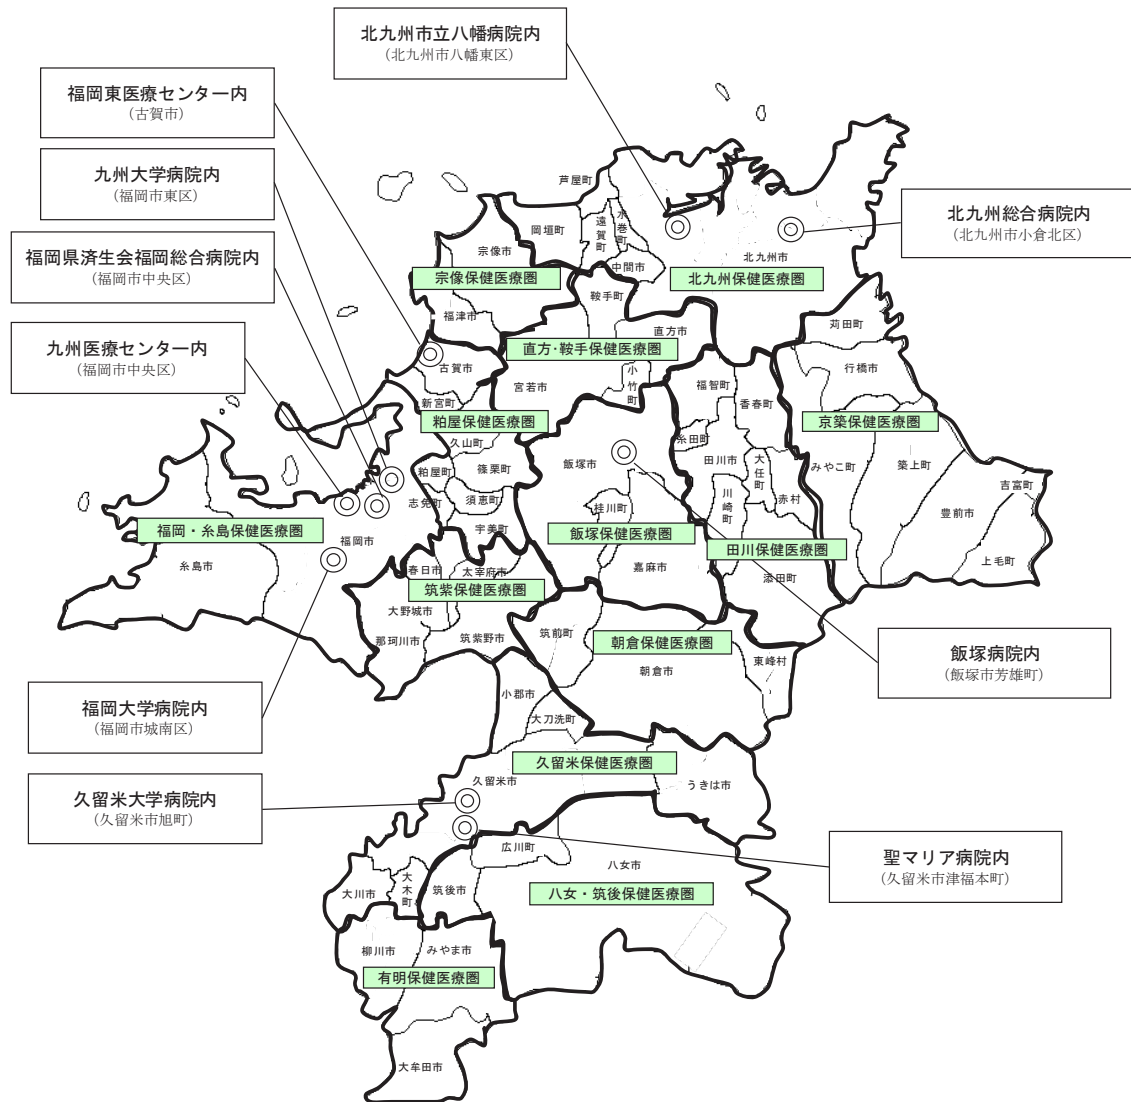 北九州市立八幡病院内
（北九州市八幡東区）
福岡東医療センター内
（古賀市）
九州大学病院内
（福岡市東区）
福岡県済生会福岡総合病院内
（福岡市中央区）
九州医療センター内
（福岡市中央区）
北九州総合病院内
（北九州市小倉北区）
芦屋町
岡垣町
遠賀町
水巻町
中間市
北九州市
北九州保健医療圏
宗像市
宗像保健医療圏
福津市
鞍手町
直方市
直方・鞍手保健医療圏
宮若市
小竹町
苅田町
行橋市
京築保健医療圏
みやこ町
築上町
吉富町
豊前市
上毛町
古賀市
新宮町
粕屋保健医療圏
久山町
粕屋町
篠栗町
志免町
須恵町
宇美町
福智町
香春町
糸田町
田川市
大任町
川崎町
赤村
田川保健医療圏
添田町
飯塚市
桂川町
飯塚保健医療圏
嘉麻市
福岡・糸島保健医療圏
福岡市
糸島市
春日市
太宰府市
筑紫保健医療圏
大野城市
那珂川市
筑紫野市
筑前町
朝倉保健医療圏
朝倉市
東峰村
飯塚病院内
（飯塚市芳雄町）
福岡大学病院内
（福岡市城南区）
小郡市
大刀洗町
久留米保健医療圏
久留米市
うきは市
久留米大学病院内
（久留米市旭町）
聖マリア病院内
（久留米市津福本町）
広川町
八女市
大川市
大木町
筑後市
八女・筑後保健医療圏
柳川市
みやま市
有明保健医療圏
大牟田市